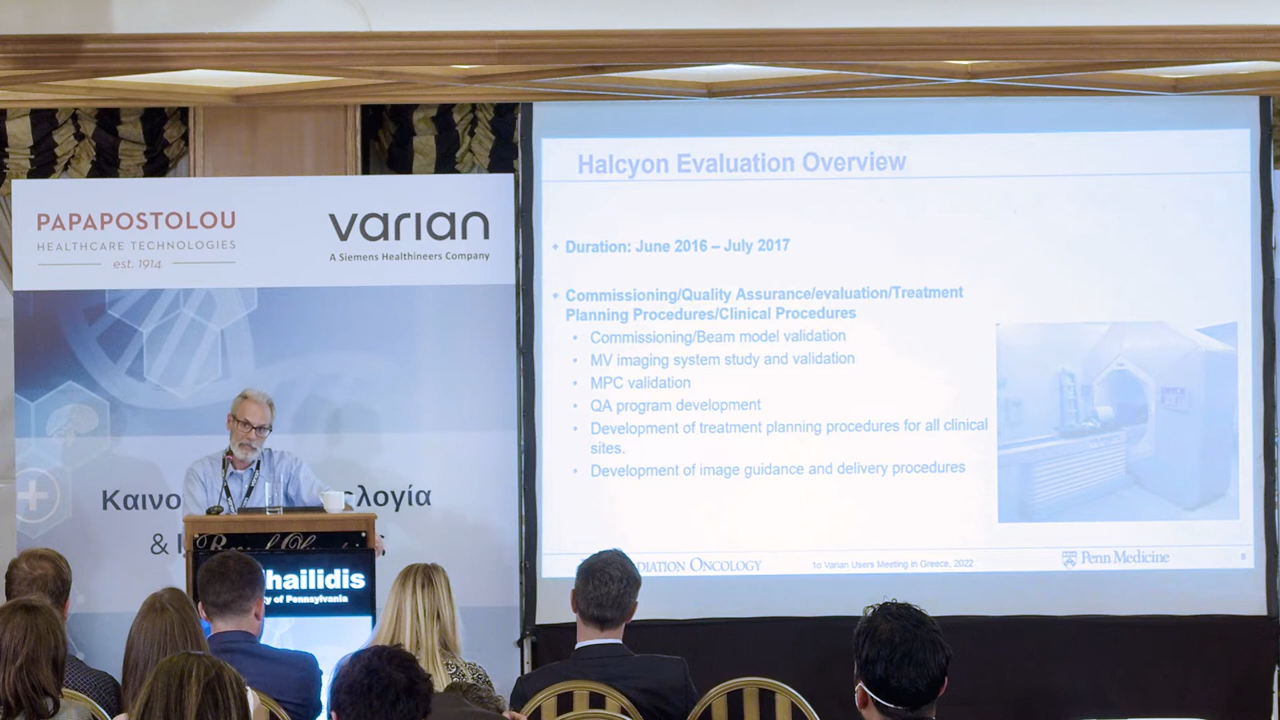 PAPAPOSTOLOU
HEALTHCARE TECHNOLOGIES
est. 1914
varian
A Siemens Healthineers Company
Halcyon Evaluation Overview
Duration: June 2016 – July 2017
Commissioning/Quality Assurance/evaluation/Treatment
Planning Procedures/Clinical Procedures
Commissioning/Beam model validation
MV imaging system study and validation
MPC validation
QA program development
Development of treatment planning procedures for all clinical
sites.
Development of image guidance and delivery procedures
DIATION ONCOLOGY
1o Varian Users Meeting in Greece, 2022
Penn Medicine
8
Καινο
λογία
&
hailidis
ty of Pennsylvania